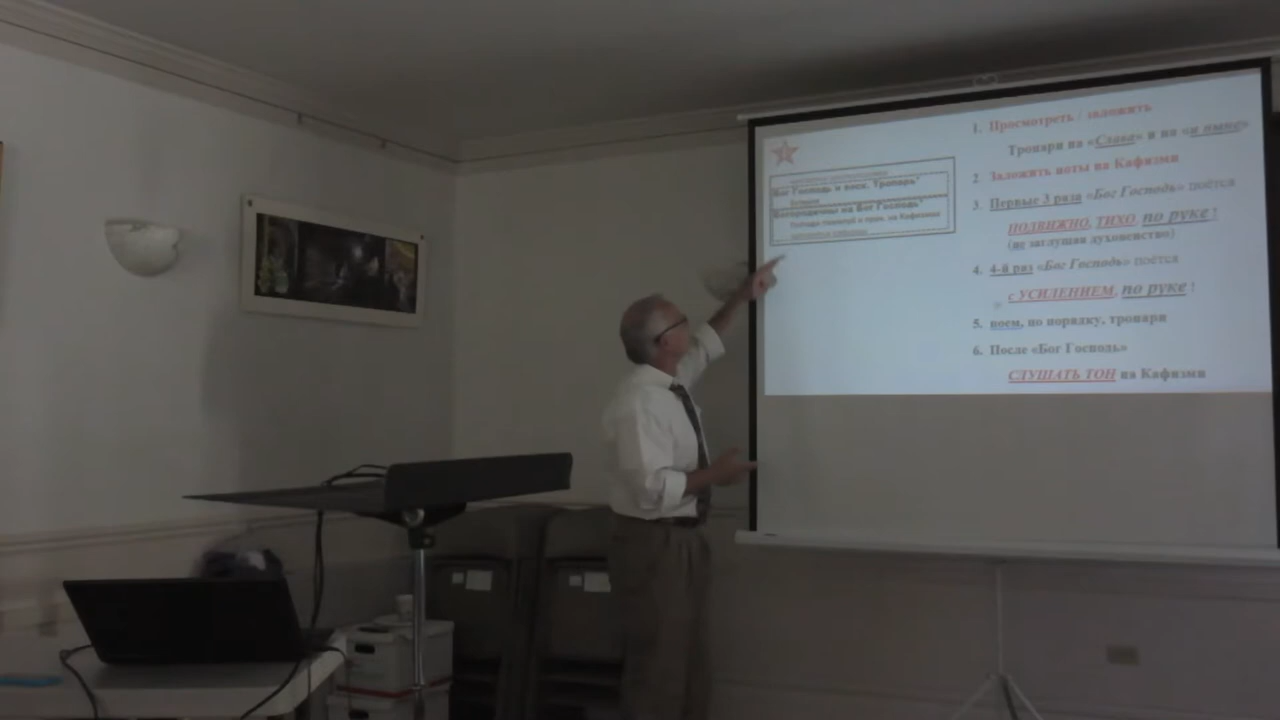 Бог Господь и воск. Тропарь
Богородичны на Бог Господь
1. Просмотреть / заложить
Тропари на «Слава» и на «и ныне»
2 Заложить ноты на Кафизми
3. Первые 3 раза «Бог Господь» поётся
ПОДВИЖНО, ТИХО, по руке !
(не заглушая духовенство)
4. 4-й раз «Бог Господь» поётся
с УСИЛЕНИЕМ, по руке !
5. поем, по порядку, тропари
6. После «Бог Господь»
СЛУШАТЬ ТОН на Кафизми